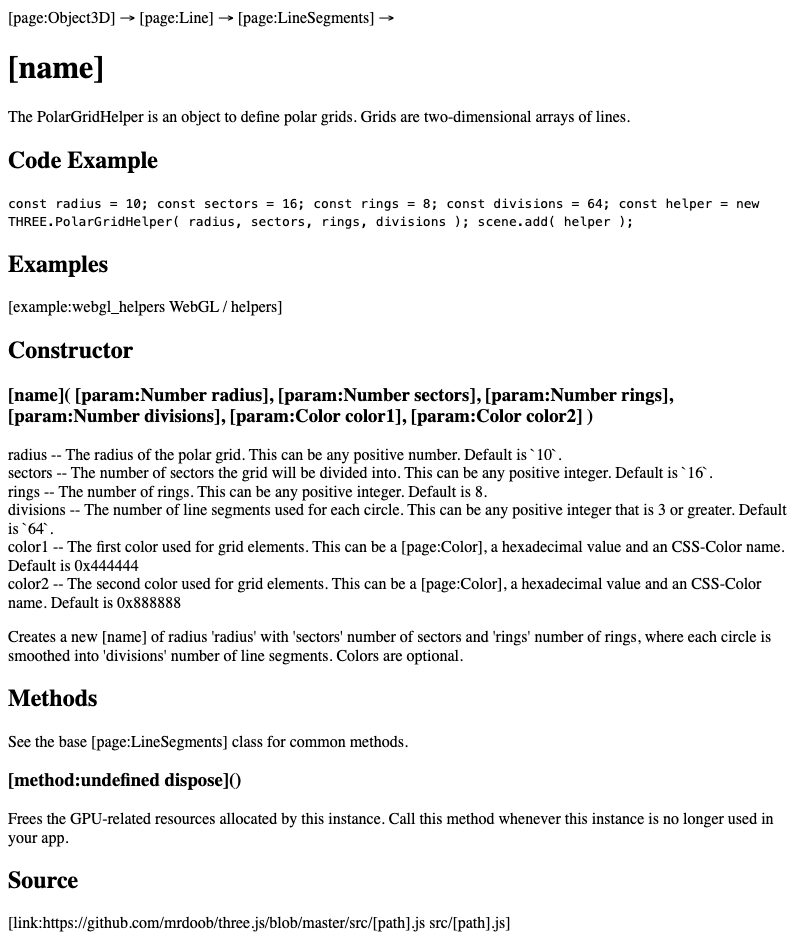 [page:Object3D] → [page:Line] → [page:LineSegments] →
[name]
The PolarGridHelper is an object to define polar grids. Grids are two-dimensional arrays of lines.
Code Example
const radius = 10; const sectors = 16; const rings = 8; const divisions = 64; const helper = new
THREE.PolarGridHelper( radius, sectors, rings, divisions ); scene.add( helper );
Examples
[example:webgl_helpers WebGL / helpers]
Constructor
[name]( [param:Number radius], [param:Number sectors], [param:Number rings],
[param:Number divisions], [param:Color color1], [param:Color color2] )
radius -- The radius of the polar grid. This can be any positive number. Default is `10`.
sectors -- The number of sectors the grid will be divided into. This can be any positive integer. Default is `16`.
rings -- The number of rings. This can be any positive integer. Default is 8.
divisions -- The number of line segments used for each circle. This can be any positive integer that is 3 or greater. Default
is `64`.
color1 -- The first color used for grid elements. This can be a [page:Color], a hexadecimal value and an CSS-Color name.
Default is 0x444444
color2 -- The second color used for grid elements. This can be a [page:Color], a hexadecimal value and an CSS-Color
name. Default is 0x888888
Creates a new [name] of radius 'radius' with 'sectors' number of sectors and 'rings' number of rings, where each circle is
smoothed into 'divisions' number of line segments. Colors are optional.
Methods
See the base [page:LineSegments] class for common methods.
[method:undefined dispose]()
Frees the GPU-related resources allocated by this instance. Call this method whenever this instance is no longer used in
your app.
Source
[link:https://github.com/mrdoob/three.js/blob/master/src/[path].js src/[path].js]